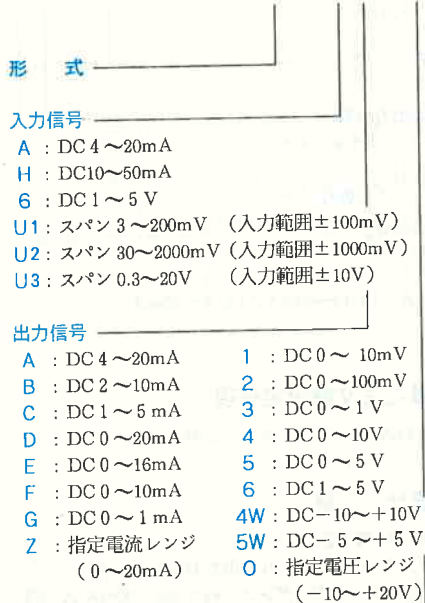 形 式
入力信号
A : DC 4～20mA
H : DC10～50mA
6 : DC 1～5 V
U1 : スパン 3～200mV (入力範囲±100mV)
U2 : スパン 30～2000mV (入力範囲±1000mV)
U3 : スパン 0.3～20V (入力範囲±10V)
出力信号
A : DC 4～20mA 1 : DC 0～ 10mV
B : DC 2～10mA 2 : DC 0～100mV
C : DC 1～5 mA 3 : DC 0～ 1 V
D : DC 0～20mA 4 : DC 0～10V
E : DC 0～16mA 5 : DC 0～ 5 V
F : DC 0～10mA 6 : DC 1～ 5 V
G : DC 0～1 mA 4W : DC－10～＋10V
Z : 指定電流レンジ 5W : DC－ 5～＋ 5 V
(0～20mA) 0 : 指定電圧レンジ
(－10～＋20V)